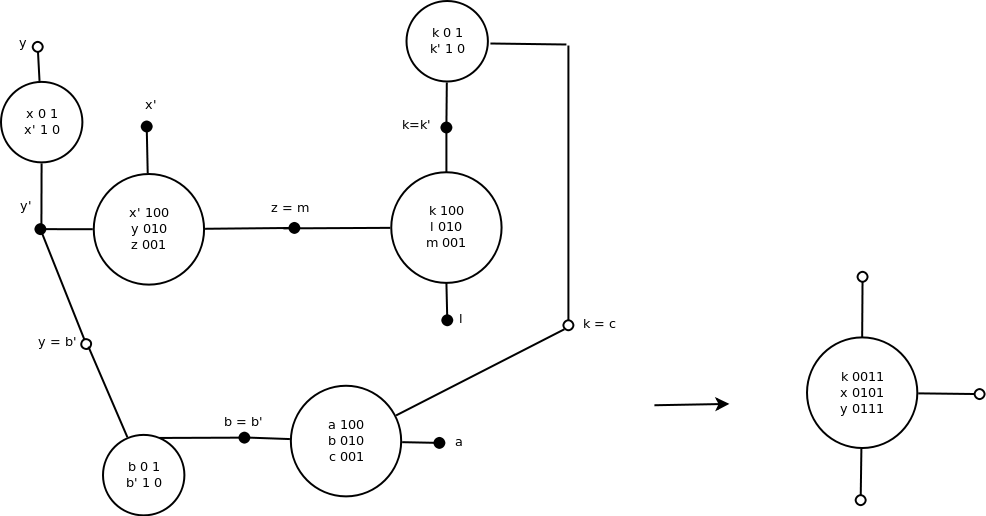 y
x 0 1
x' 1 0
y'
x'
x' 100
y 010
z 001
z = m
k 0 1
k' 1 0
k=k'
k 100
l 010
m 001
l
k = c
y = b'
b 0 1
b' 1 0
b = b'
a 100
b 010
c 001
a
k 0011
x 0101
y 0111